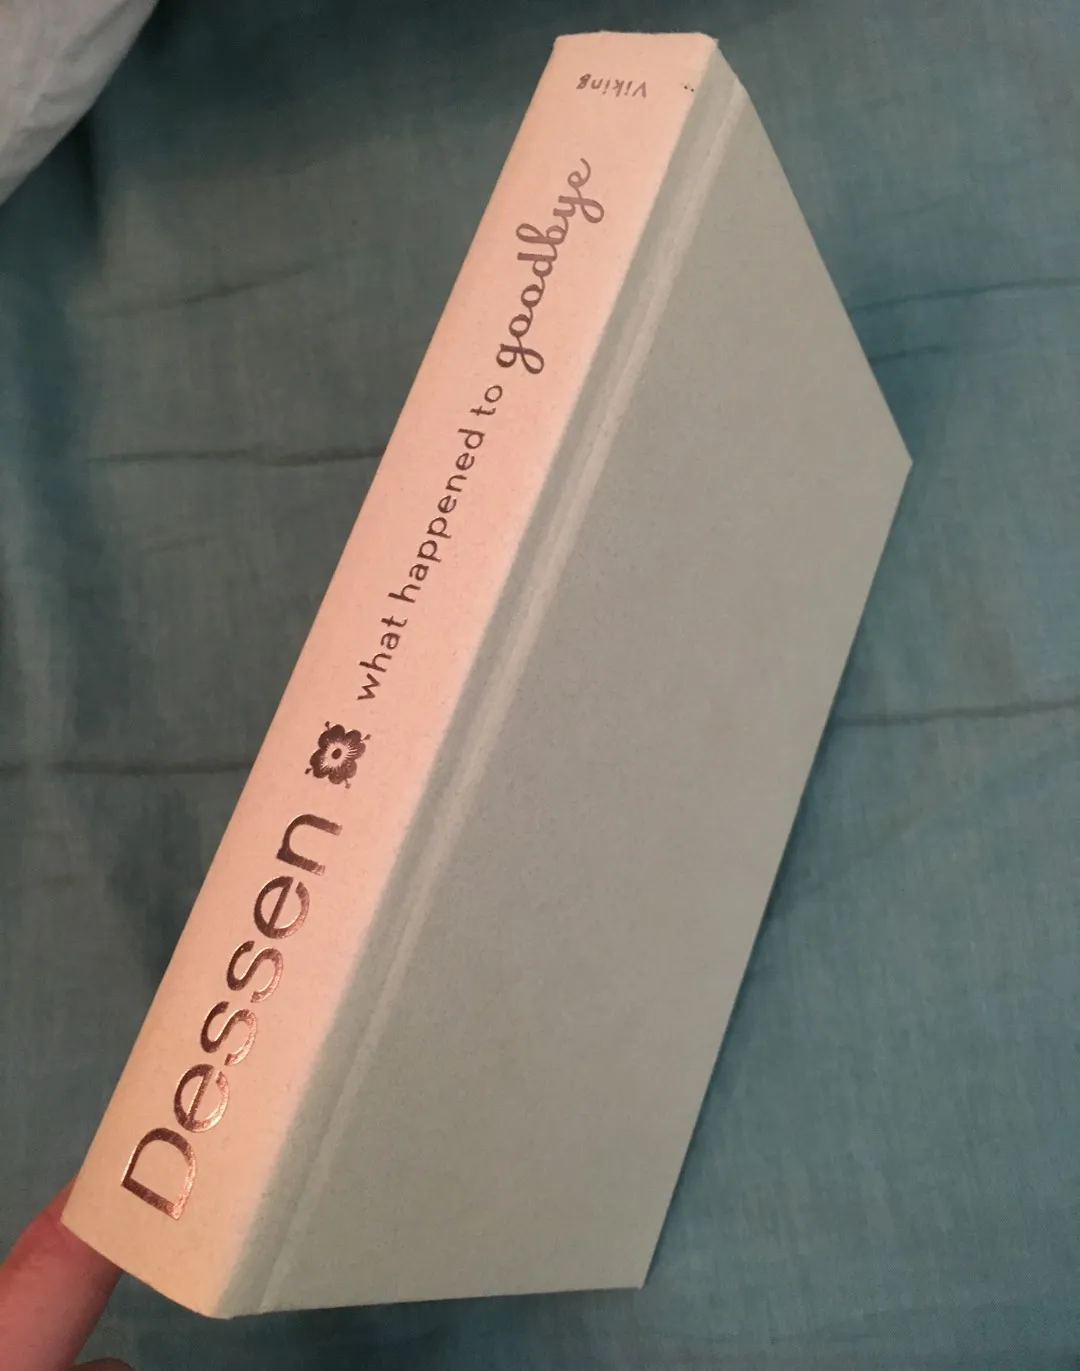 Dessen
what happened to goodbye
Viking